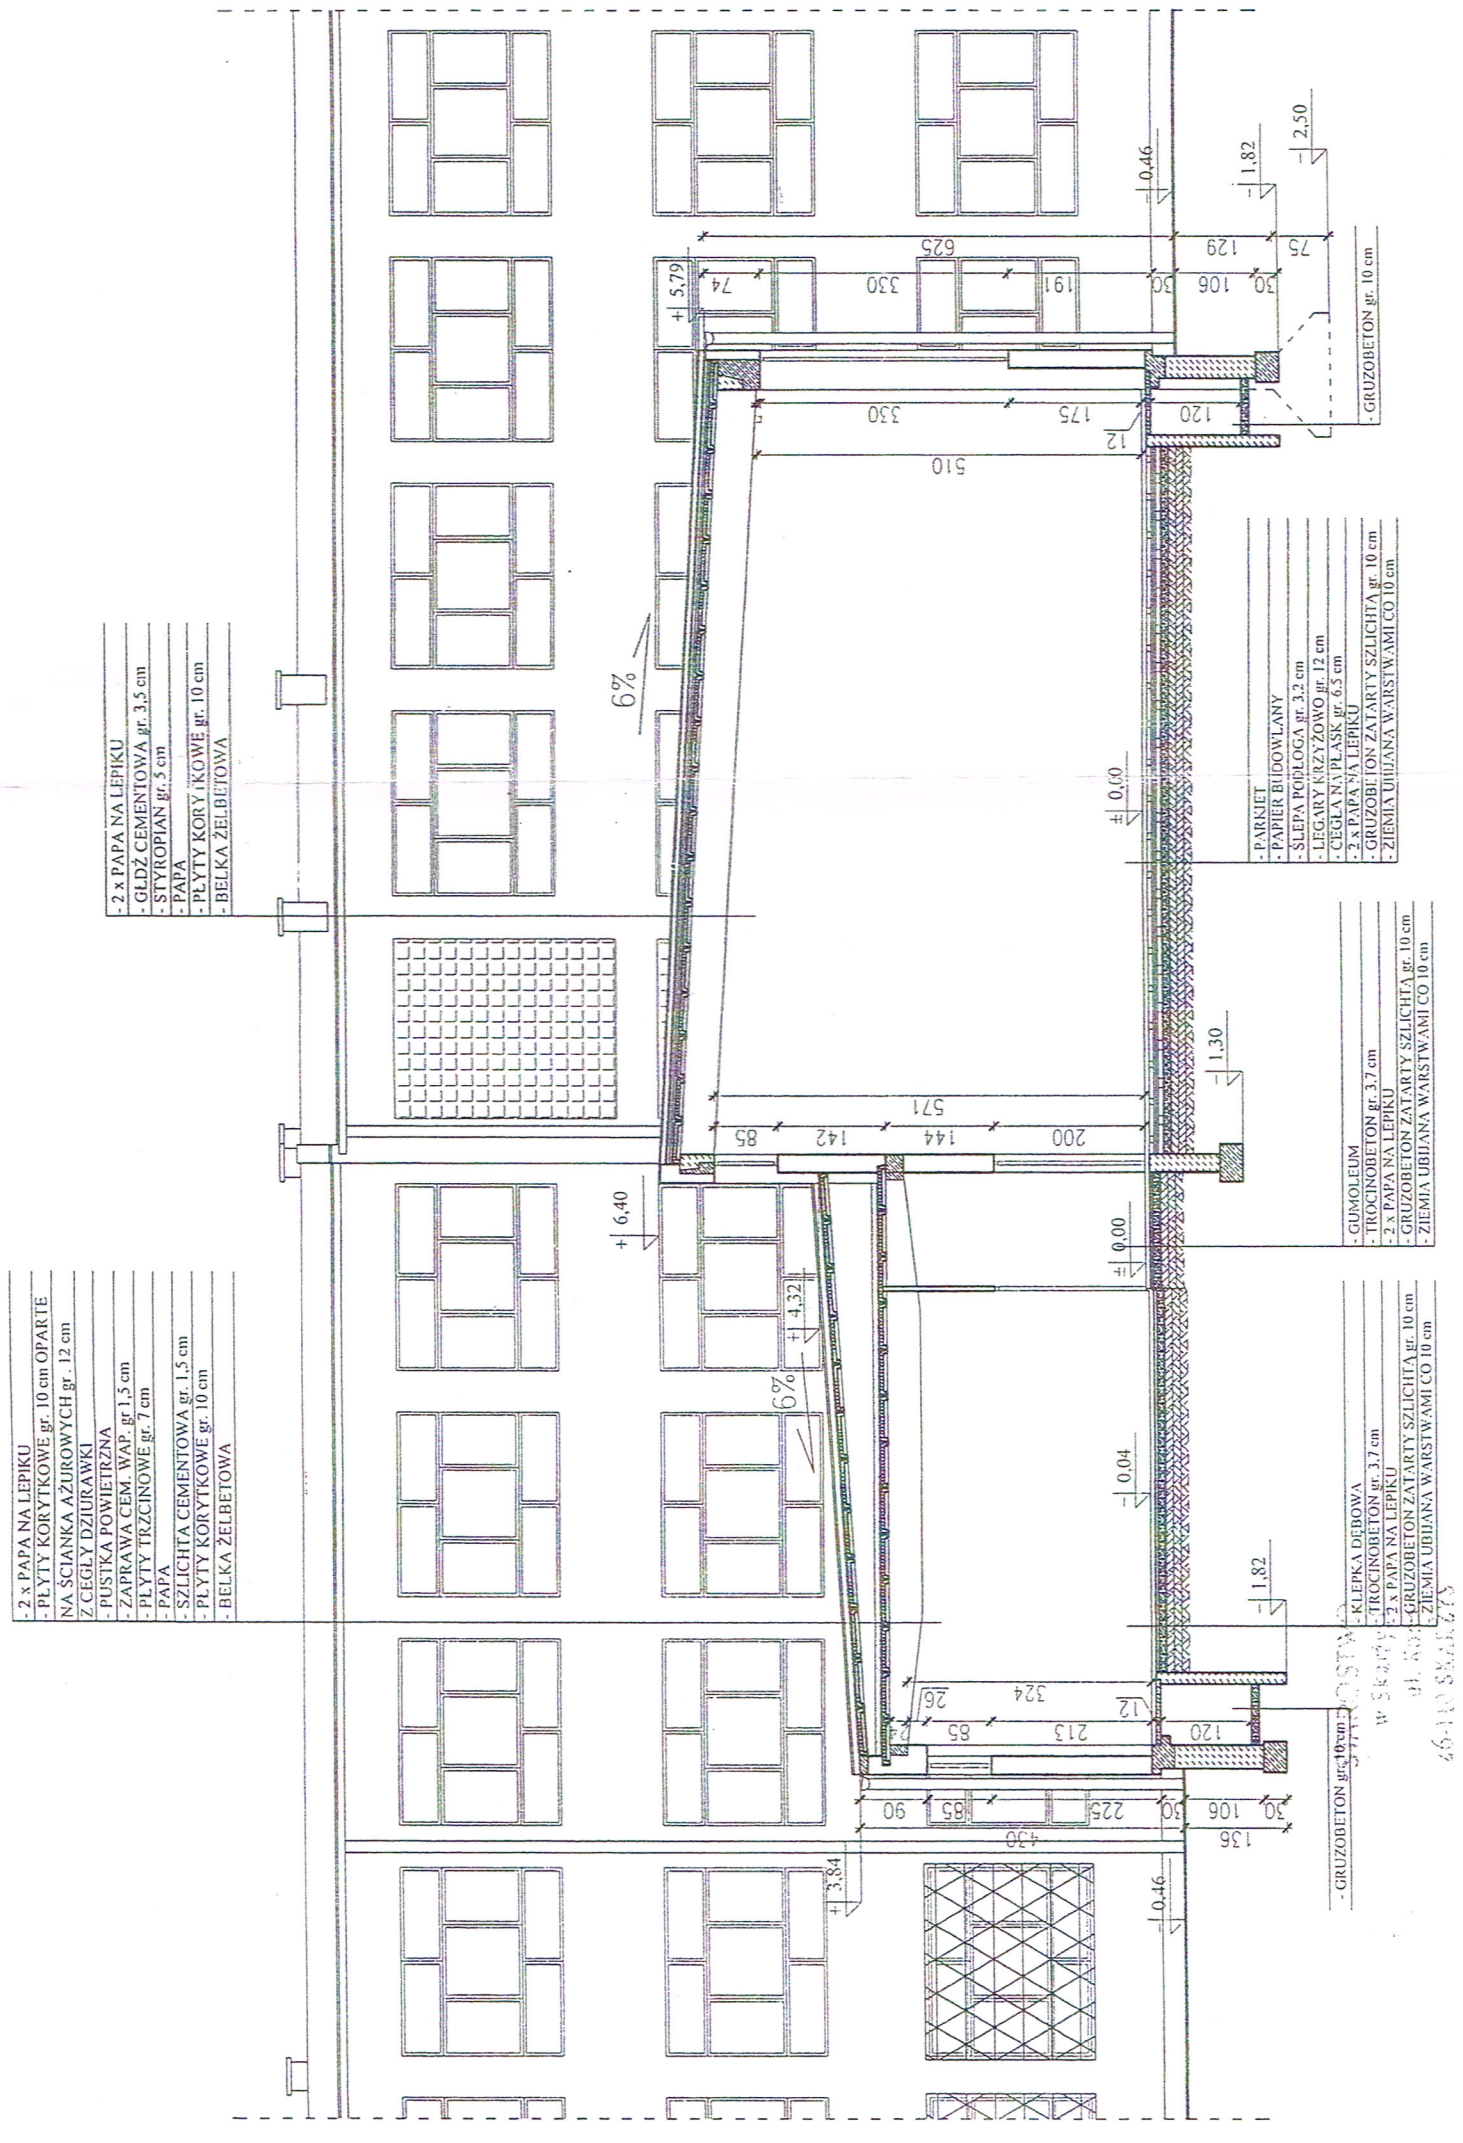 - 2 x PAPA NA LEPIKU
- PŁYTY KORYTKOWE gr. 10 cm OPARTE
NA ŚCIANKA AŻUROWYCH gr. 12 cm
Z CEGŁY DZIURAWKI
- PUSTKA POWIETRZNA
- ZAPRAWA CEM. WAP. gr 1,5 cm
- PŁYTY TRZCINOWE gr. 7 cm
- PAPA
- SZLICHTA CEMENTOWA gr. 1,5 cm
- PŁYTY KORYTKOWE gr. 10 cm
- BELKA ŻELBETOWA
- 2 x PAPA NA LEPIKU
- GŁDŹ CEMENTOWA gr. 3,5 cm
- STYROPIAN gr. 5 cm
- PAPA
- PŁYTY KORYTKOWE gr. 10 cm
- BELKA ŻELBETOWA
6%
6%
+ 3,84
+ 4,32
+ 6,40
+ 5,79
- 0,46
- 0,04
± 0,00
± 0,00
- 0,46
- 1,82
- 1,30
- 1,82
- 2,50
90
85
225
30
106
30
430
136
24
26
85
213
324
12
120
85
142
144
200
571
510
330
175
12
120
74
330
191
30
106
30
625
129
75
- GRUZOBETON gr. 10 cm
- KLEPKA DĘBOWA
- TROCINOBETON gr. 3.7 cm
- 2 x PAPA NA LEPIKU
- GRUZOBETON ZATARTY SZLICHTĄ gr. 10 cm
- ZIEMIA UBIJANA WARSTWAMI CO 10 cm
- GUMOLEUM
- TROCINOBETON gr. 3.7 cm
- 2 x PAPA NA LEPIKU
- GRUZOBETON ZATARTY SZLICHTĄ gr. 10 cm
- ZIEMIA UBIJANA WARSTWAMI CO 10 cm
- PARKIET
- PAPIER BUDOWLANY
- ŚLEPA PODŁOGA gr. 3,2 cm
- LEGARY KRZYŻOWO gr. 12 cm
- CEGŁA NA PŁASK gr. 6,5 cm
- 2 x PAPA NA LEPIKU
- GRUZOBETON ZATARTY SZLICHTĄ gr. 10 cm
- ZIEMIA UBIJANA WARSTWAMI CO 10 cm
- GRUZOBETON gr. 10 cm